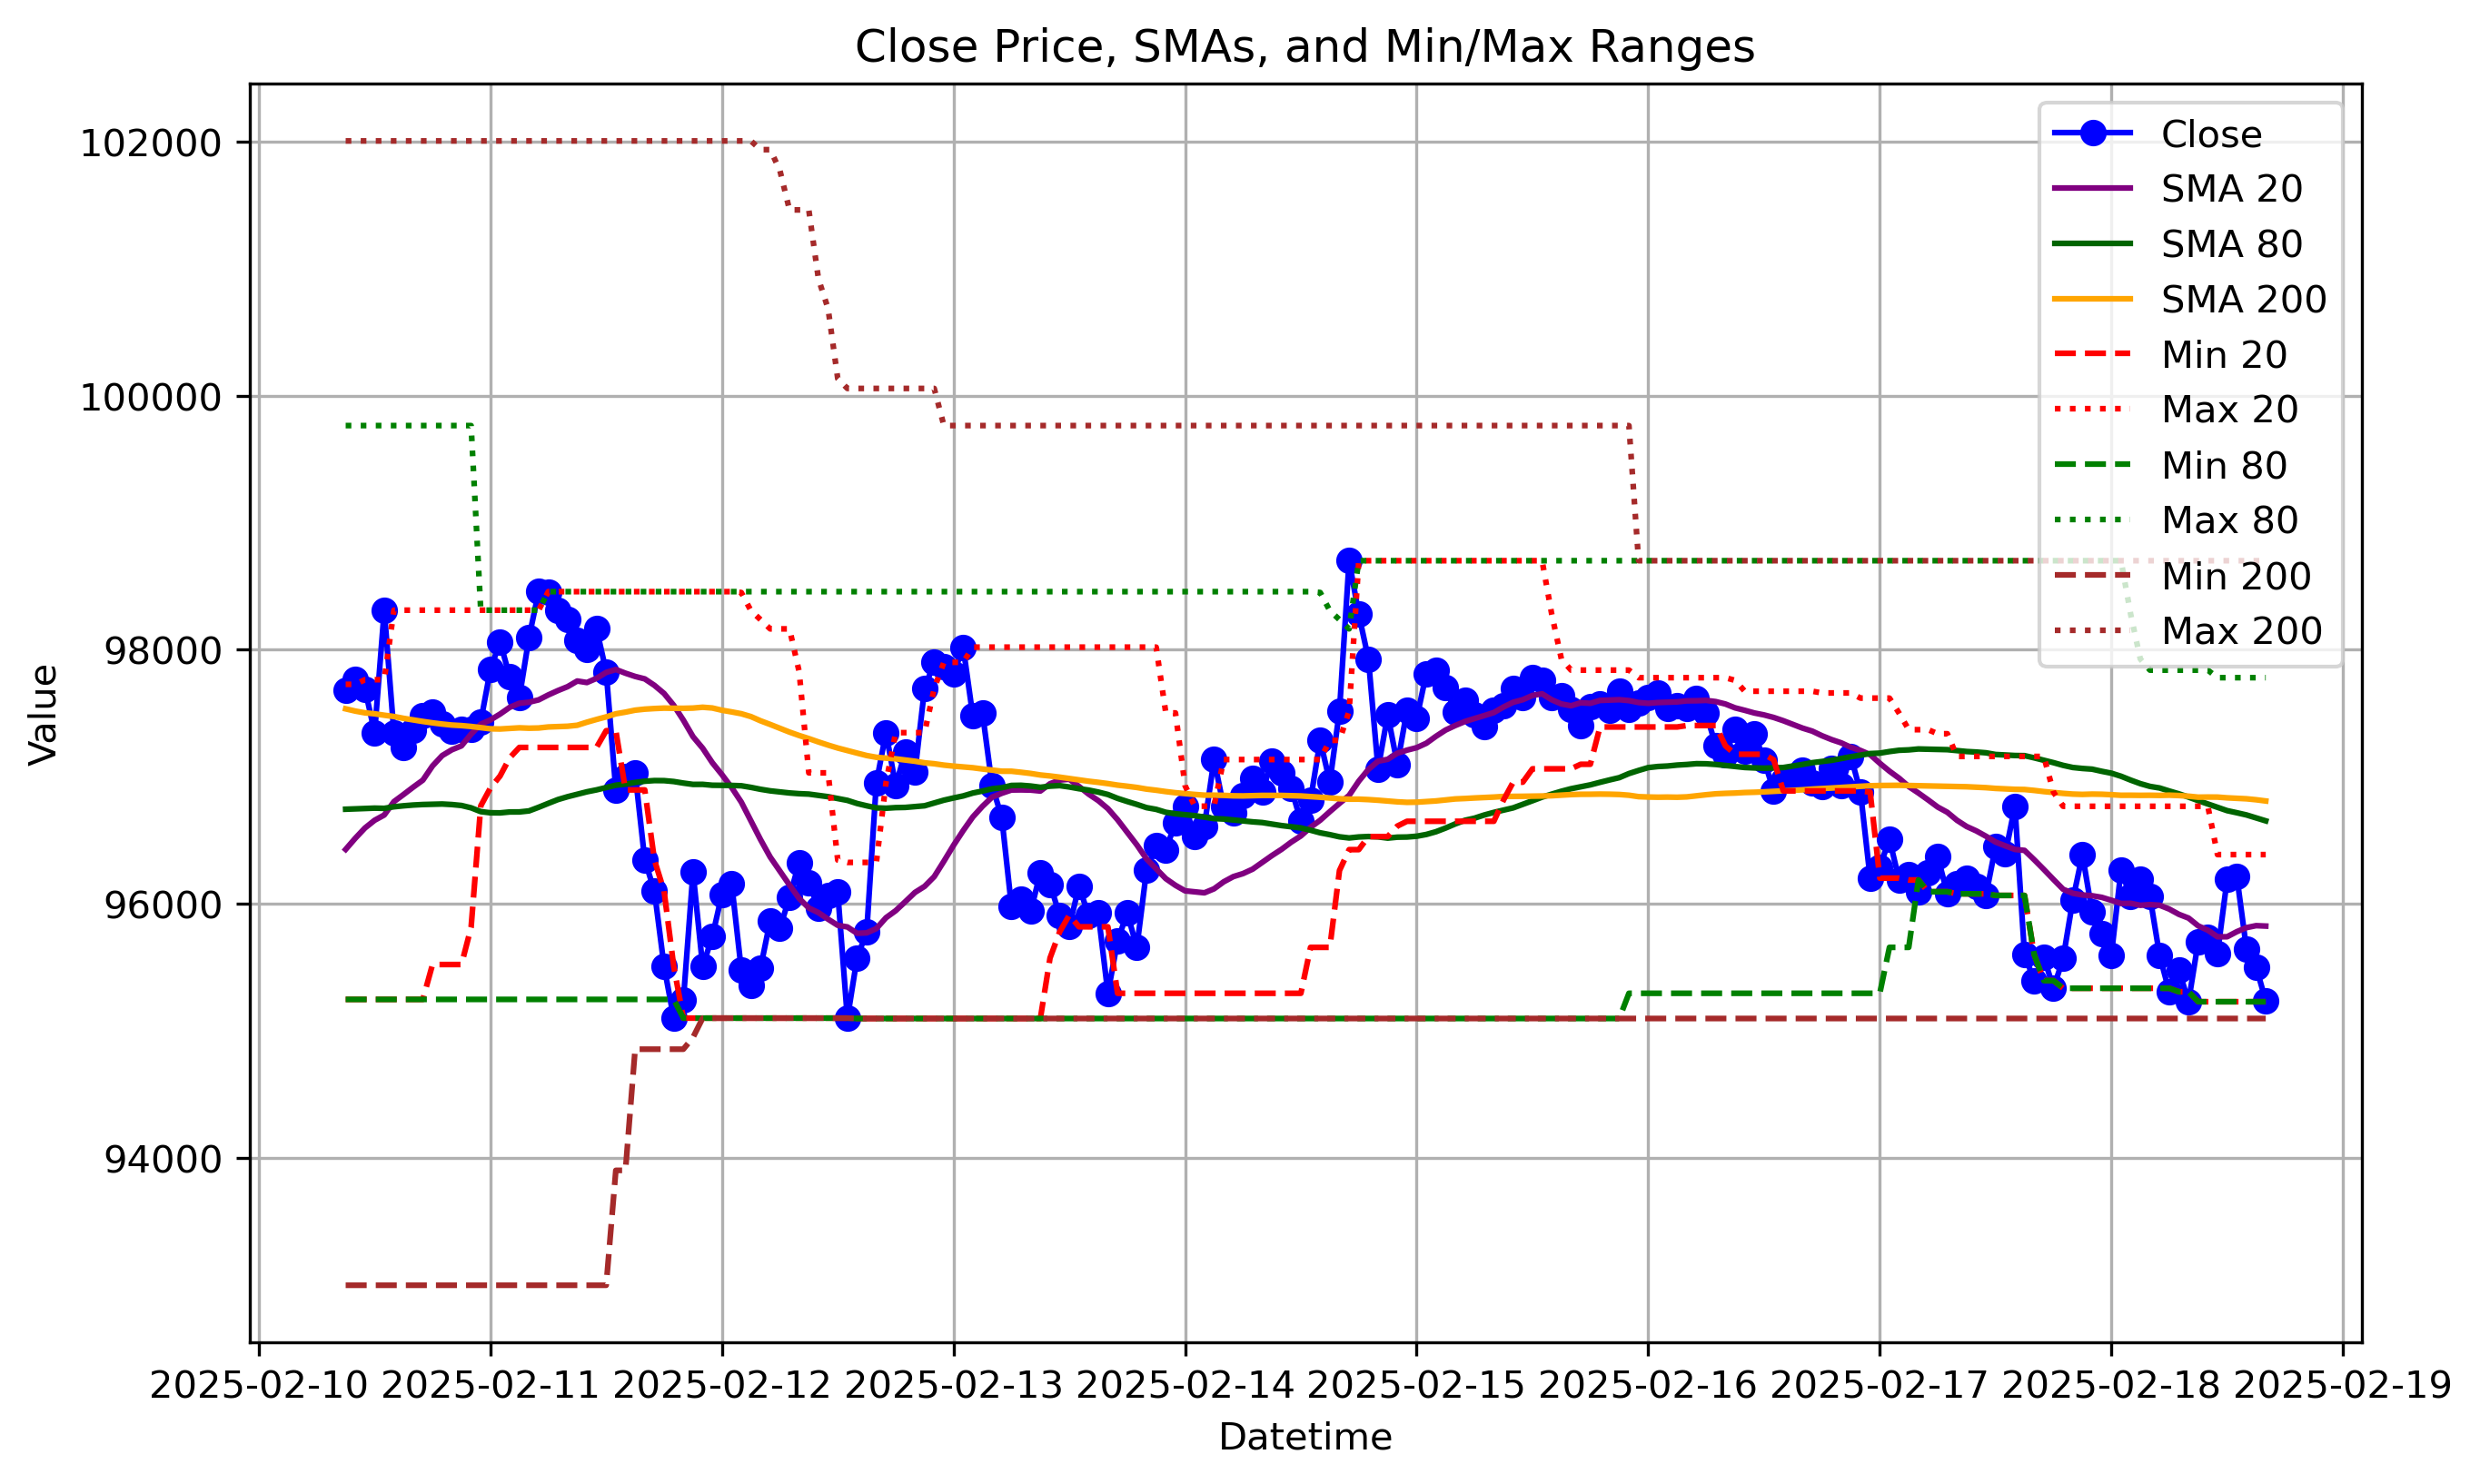 Close Price, SMAs, and Min/Max Ranges
Value
102000
100000
98000
96000
94000
Close
SMA 20
SMA 80
SMA 200
Min 20
Max 20
Min 80
Max 80
Min 200
Max 200
2025-02-10 2025-02-11 2025-02-12 2025-02-13 2025-02-14 2025-02-15 2025-02-16 2025-02-17 2025-02-18 2025-02-19
Datetime